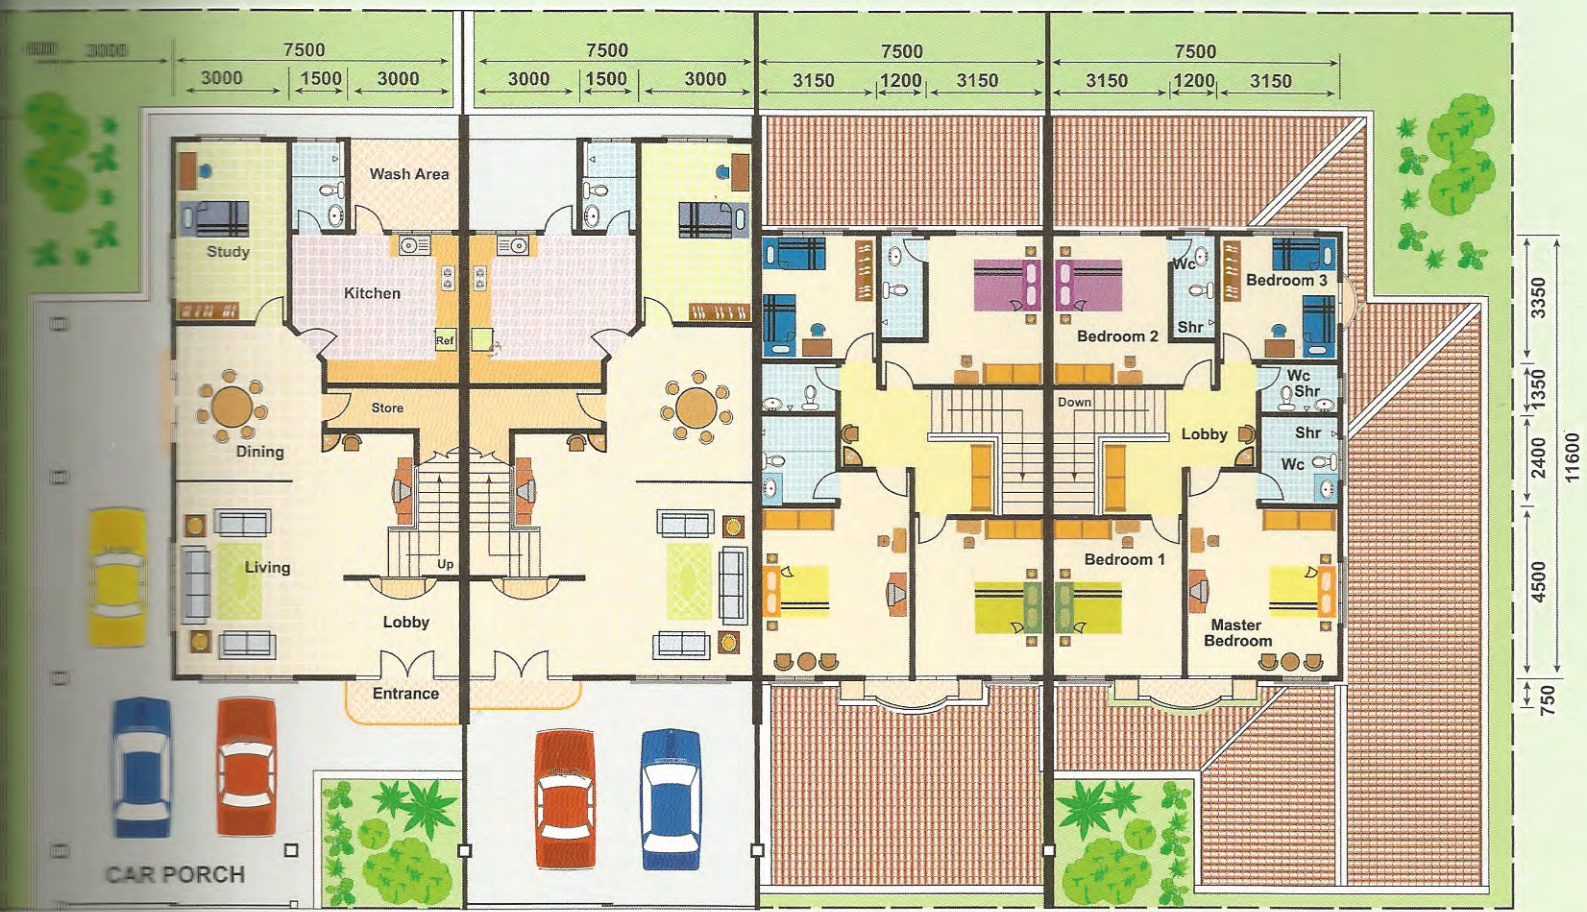 3000
7500
7500
7500
7500
3000
1500
3000
3000
1500
3000
3150
1200
3150
3150
1200
3150
Wash Area
Study
Kitchen
Ref
Store
Dining
Living
Up
Lobby
Entrance
CAR PORCH
Wc
Shr
Bedroom 3
Bedroom 2
Wc
Shr
Down
Lobby
Shr
Wc
Bedroom 1
Master
Bedroom
3350
1350
2400
4500
11600
750